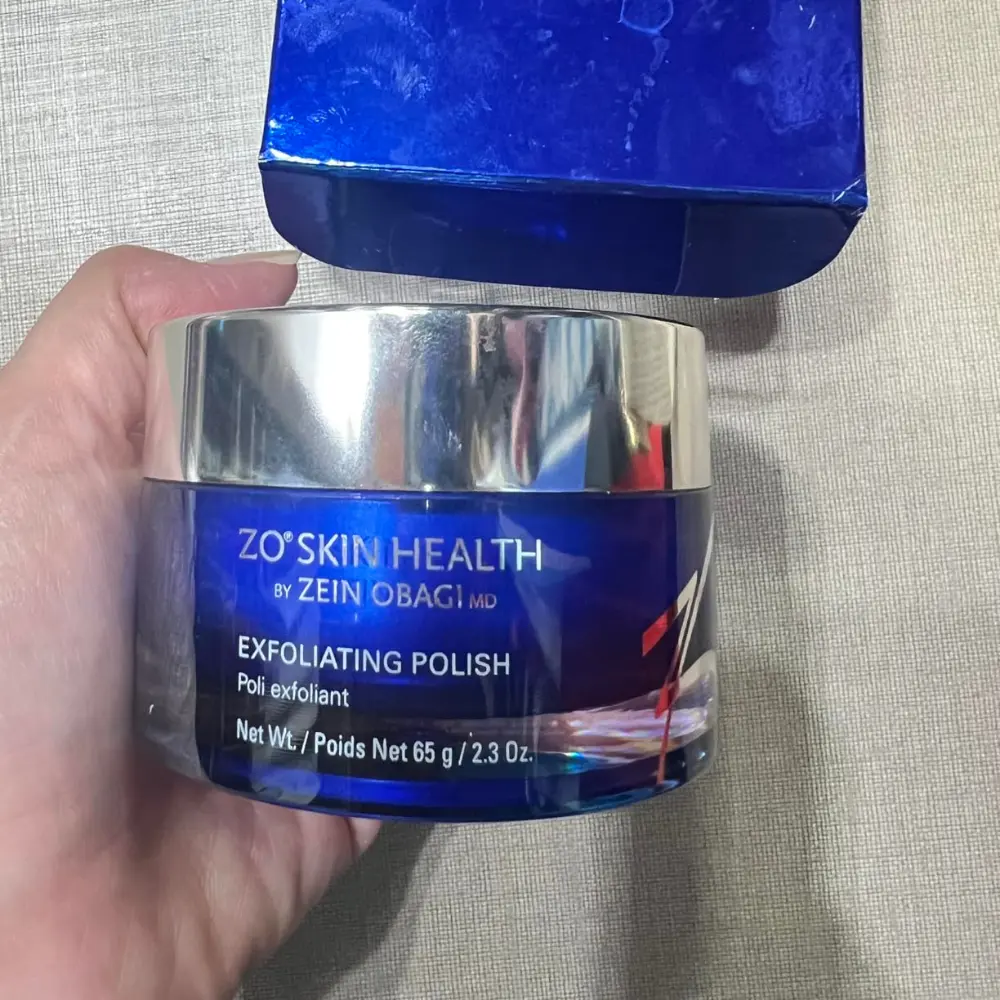 ZO® SKIN HEALTH
BY ZEIN OBAGI MD
EXFOLIATING POLISH
Poli exfoliant
Net Wt. / Poids Net 65 g / 2.3 Oz.